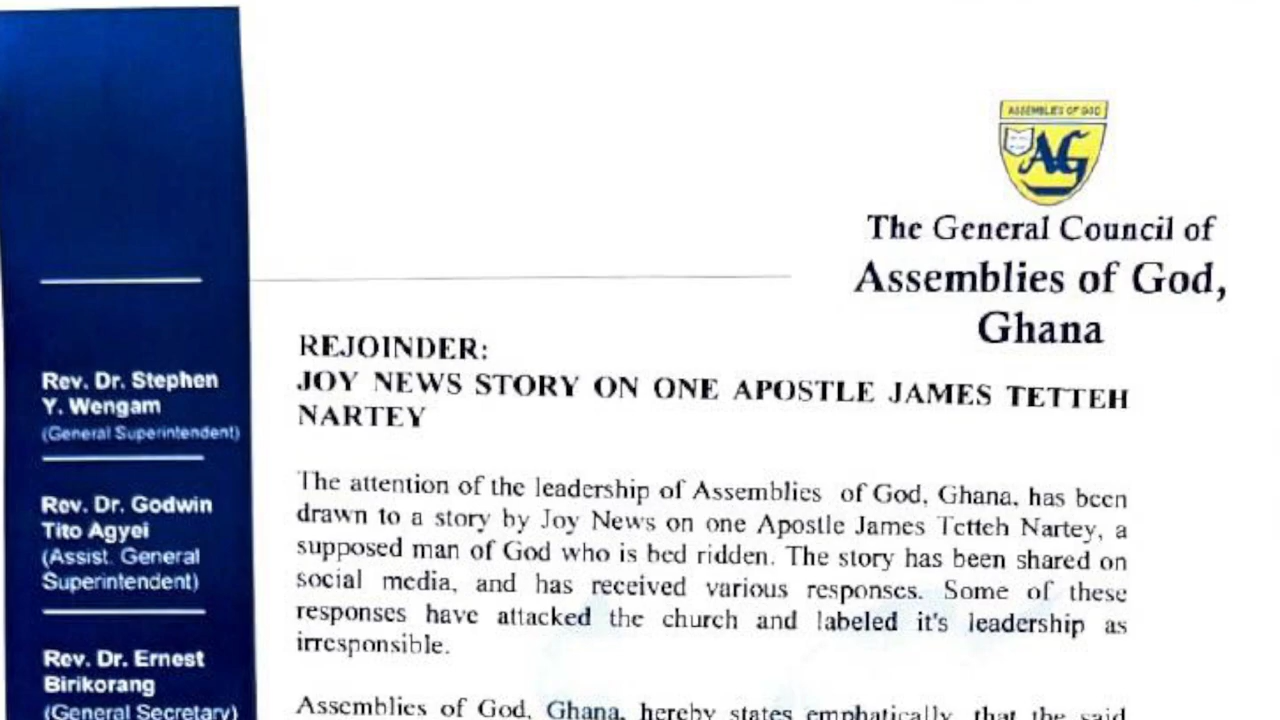 ASSEMBLIES OF GOD
AG
The General Council of
Assemblies of God,
Ghana
Rev. Dr. Stephen
Y. Wengam
(General Superintendent)
Rev. Dr. Godwin
Tito Agyei
(Assist. General
Superintendent)
Rev. Dr. Ernest
Birikorang
(General Secretary)
REJOINDER:
JOY NEWS STORY ON ONE APOSTLE JAMES TETTEH
NARTEY
The attention of the leadership of Assemblies of God, Ghana, has been
drawn to a story by Joy News on one Apostle James Tetteh Nartey, a
supposed man of God who is bed ridden. The story has been shared on
social media, and has received various responses. Some of these
responses have attacked the church and labeled it's leadership as
irresponsible.
Assemblies of God, Ghana, hereby states emphatically, that the said